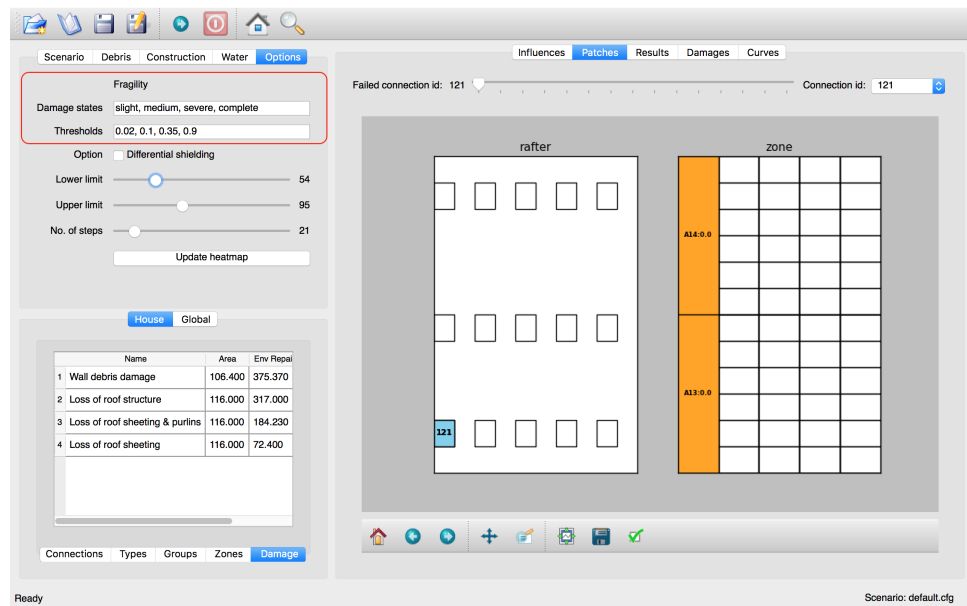 Scenario Debris Construction Water Options
Fragility
Damage states slight, medium, severe, complete
Thresholds 0.02, 0.1, 0.35, 0.9
Option Differential shielding
Lower limit 54
Upper limit 95
No. of steps 21
Update heatmap
House Global
Name Area Env Repai
1 Wall debris damage 106.400 375.370
2 Loss of roof structure 116.000 317.000
3 Loss of roof sheeting & purlins 116.000 184.230
4 Loss of roof sheeting 116.000 72.400
Connections Types Groups Zones Damage
Influences Patches Results Damages Curves
Failed connection id: 121 Connection id: 121
rafter zone
A14:0.0
A13:0.0
121
Ready Scenario: default.cfg